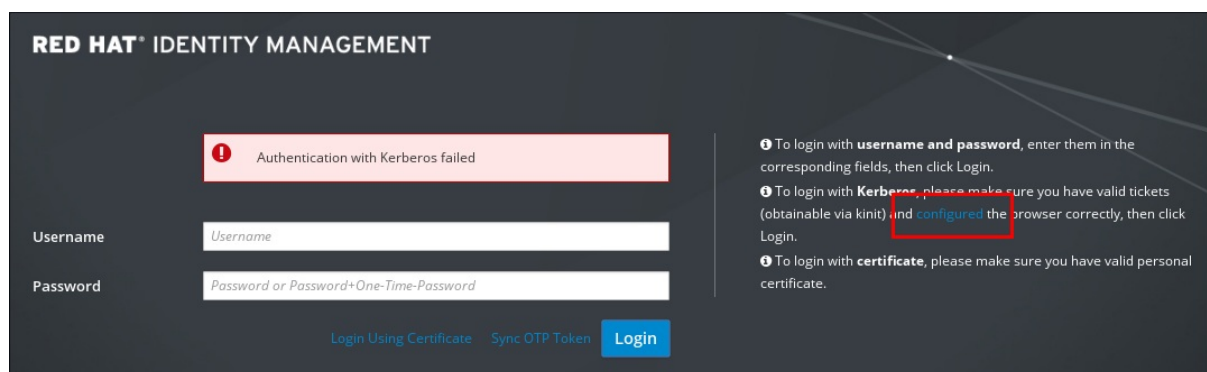 RED HAT® IDENTITY MANAGEMENT
Authentication with Kerberos failed
Username
Username
Password
Password or Password+One-Time-Password
Login Using Certificate Sync OTP Token Login
To login with username and password, enter them in the
corresponding fields, then click Login.
To login with Kerberos, please make sure you have valid tickets
(obtainable via kinit) and configured the browser correctly, then click
Login.
To login with certificate, please make sure you have valid personal
certificate.